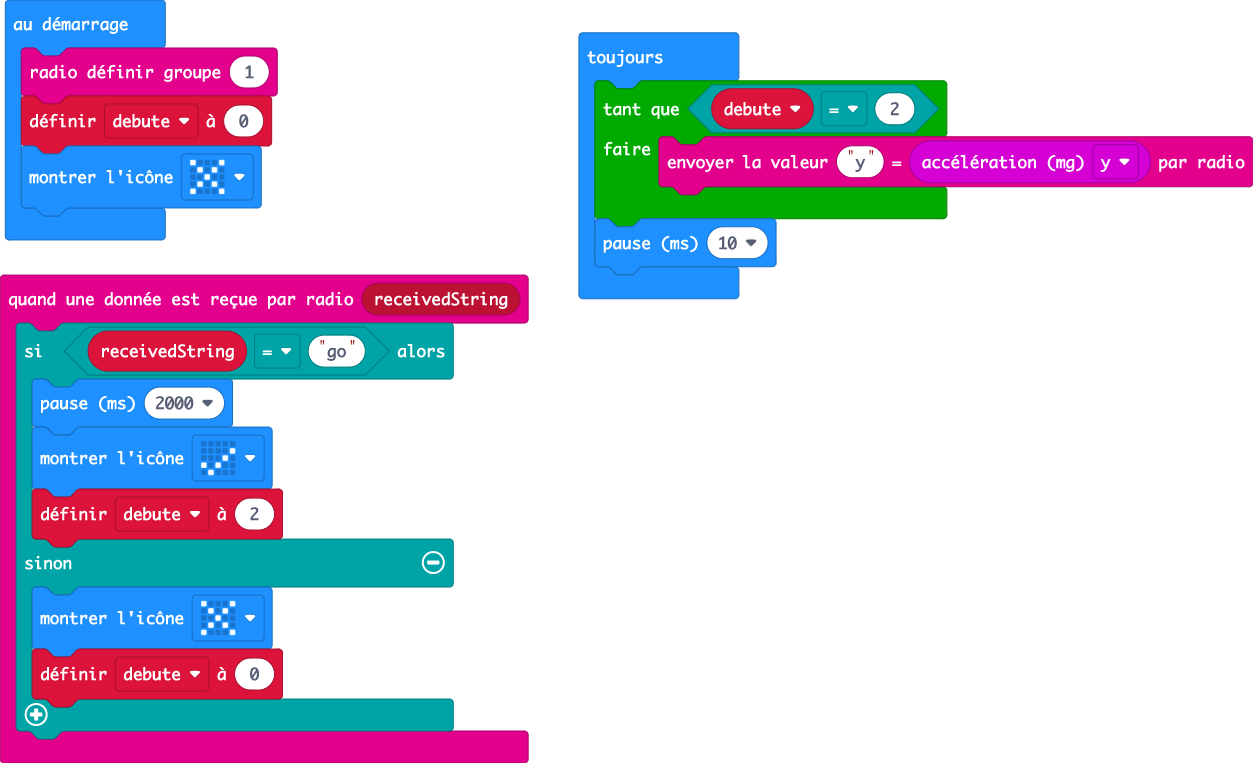 au démarrage
radio définir groupe 1
définir debute à 0
montrer l'icône
toujours
tant que debute = 2
faire envoyer la valeur "y" = accélération (mg) y par radio
pause (ms) 10
quand une donnée est reçue par radio receivedString
si receivedString = "go" alors
pause (ms) 2000
montrer l'icône
définir debute à 2
sinon
montrer l'icône
définir debute à 0